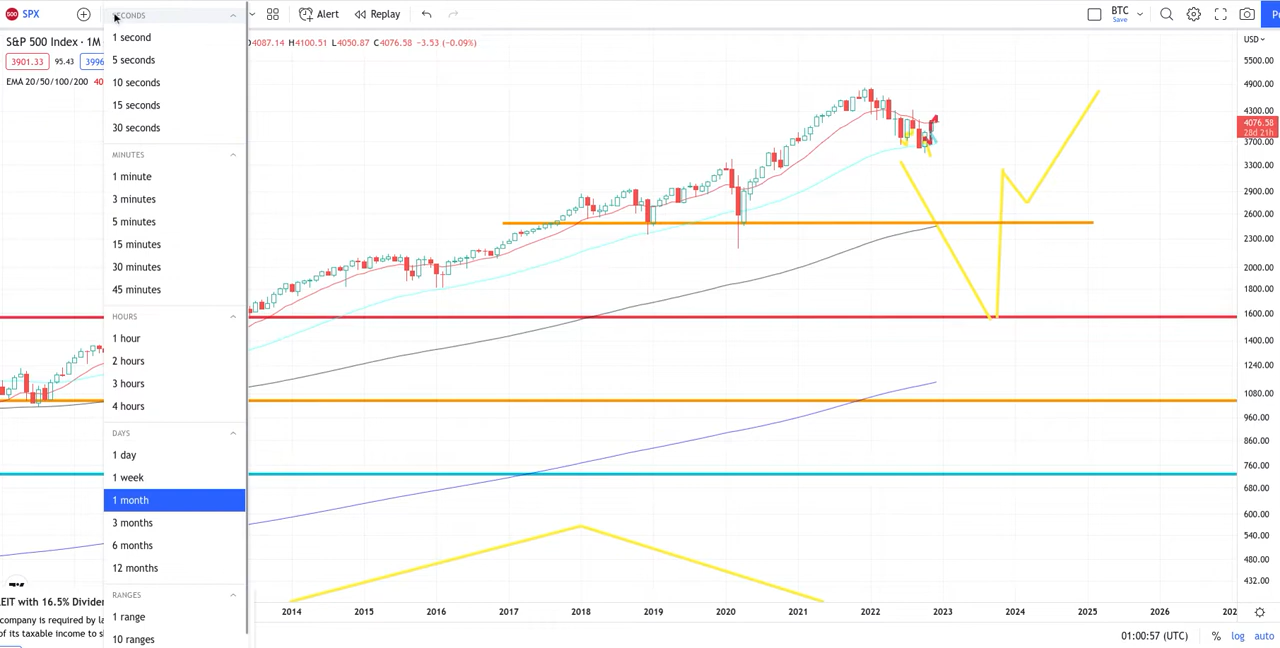 500 SPX
Alert
Replay
BTC
Save
S&P 500 Index · 1M
4087.14 H4100.51 L4050.87 C4076.58 −3.53 (−0.09%)
3901.33 95.43 3996
EMA 20/50/100/200 40
SECONDS
1 second
5 seconds
10 seconds
15 seconds
30 seconds
MINUTES
1 minute
3 minutes
5 minutes
15 minutes
30 minutes
45 minutes
HOURS
1 hour
2 hours
3 hours
4 hours
DAYS
1 day
1 week
1 month
3 months
6 months
12 months
RANGES
1 range
10 ranges
EIT with 16.5% Divider
company is required by la
of its taxable income to s
USD
5500.00
4900.00
4300.00
4076.58
28d 21h
3700.00
3300.00
2900.00
2600.00
2300.00
2000.00
1800.00
1600.00
1400.00
1240.00
1080.00
960.00
860.00
760.00
680.00
600.00
540.00
480.00
432.00
2014 2015 2016 2017 2018 2019 2020 2021 2022 2023 2024 2025 2026 202
01:00:57 (UTC) % log auto